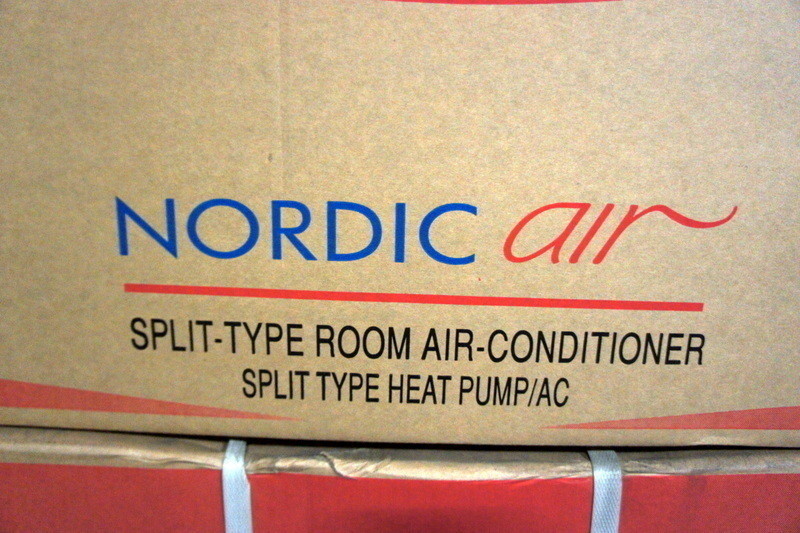 NORDIC air
SPLIT-TYPE ROOM AIR-CONDITIONER
SPLIT TYPE HEAT PUMP/AC